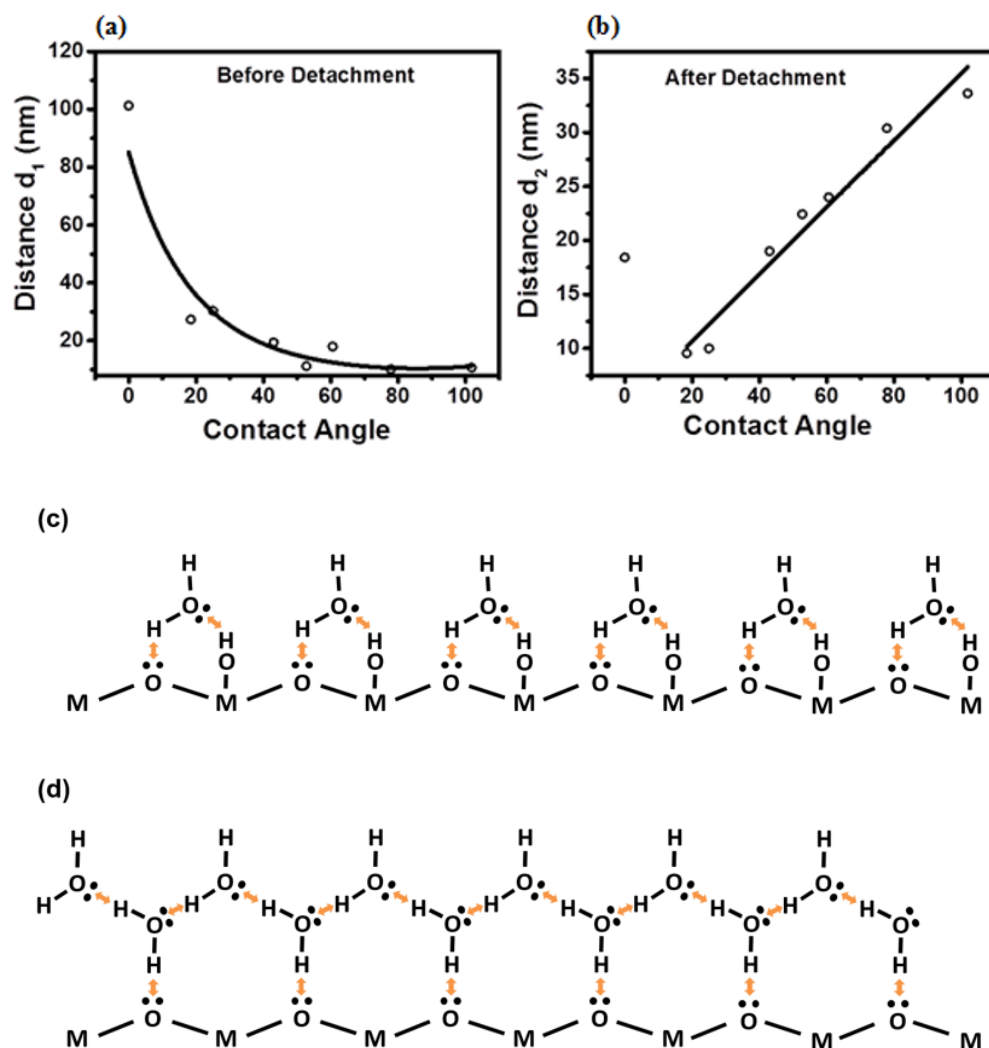 (a)
Before Detachment
120
100
80
60
40
20
0 20 40 60 80 100
Distance d₁ (nm)
Contact Angle
(b)
After Detachment
35
30
25
20
15
10
0 20 40 60 80 100
Distance d₂ (nm)
Contact Angle
(c)
H H H H H H
O O O O O O
H H H H H H
H H H H H H
O O O O O O
O O O O O O
M M M M M M M
(d)
H H H H H H
O O O O O O
H H H H H H
H H H H H H
O O O O O O
H H H H H H
O O O O O O
M M M M M M M